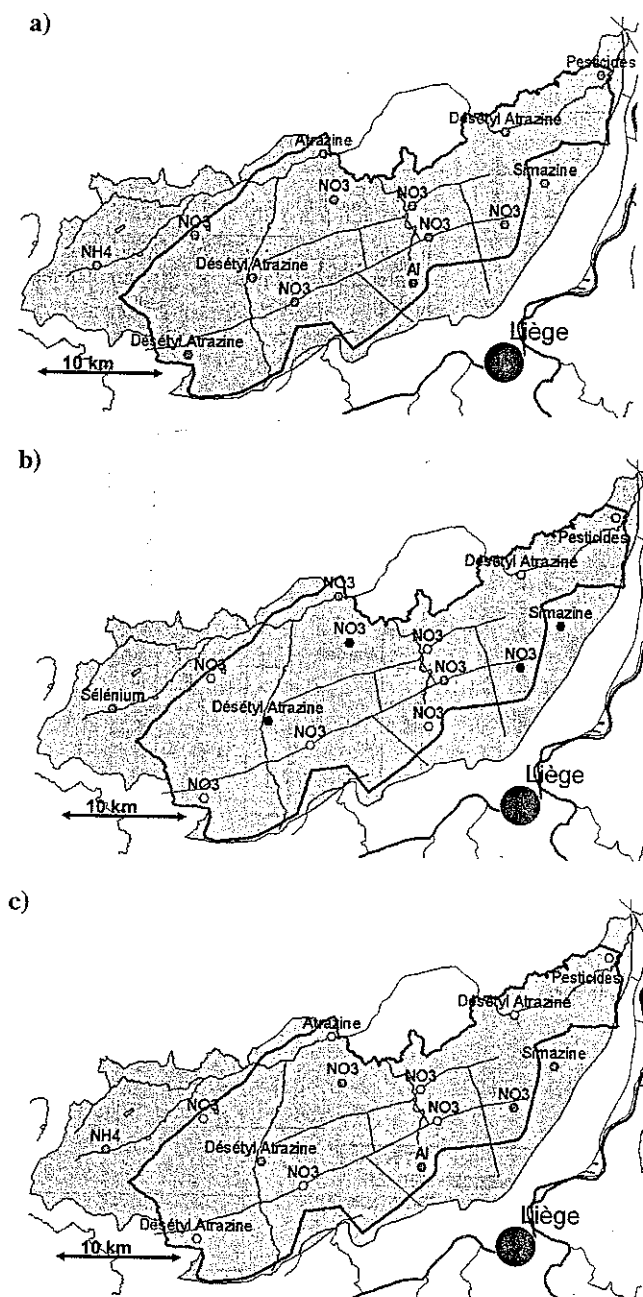 a)
Pesticides
Désétyl Atrazine
Atrazine
Simazine
NO3
NO3
NO3
NO3
NO3
NH4
Désétyl Atrazine
Al
NO3
Désétyl Atrazine
Liège
10 km
b)
Pesticides
Désétyl Atrazine
NO3
Simazine
NO3
NO3
NO3
NO3
NO3
Sélénium
Désétyl Atrazine
NO3
NO3
NO3
Liège
10 km
c)
Pesticides
Désétyl Atrazine
Atrazine
Simazine
NO3
NO3
NO3
NO3
NO3
NH4
Désétyl Atrazine
Al
NO3
Désétyl Atrazine
Liège
10 km